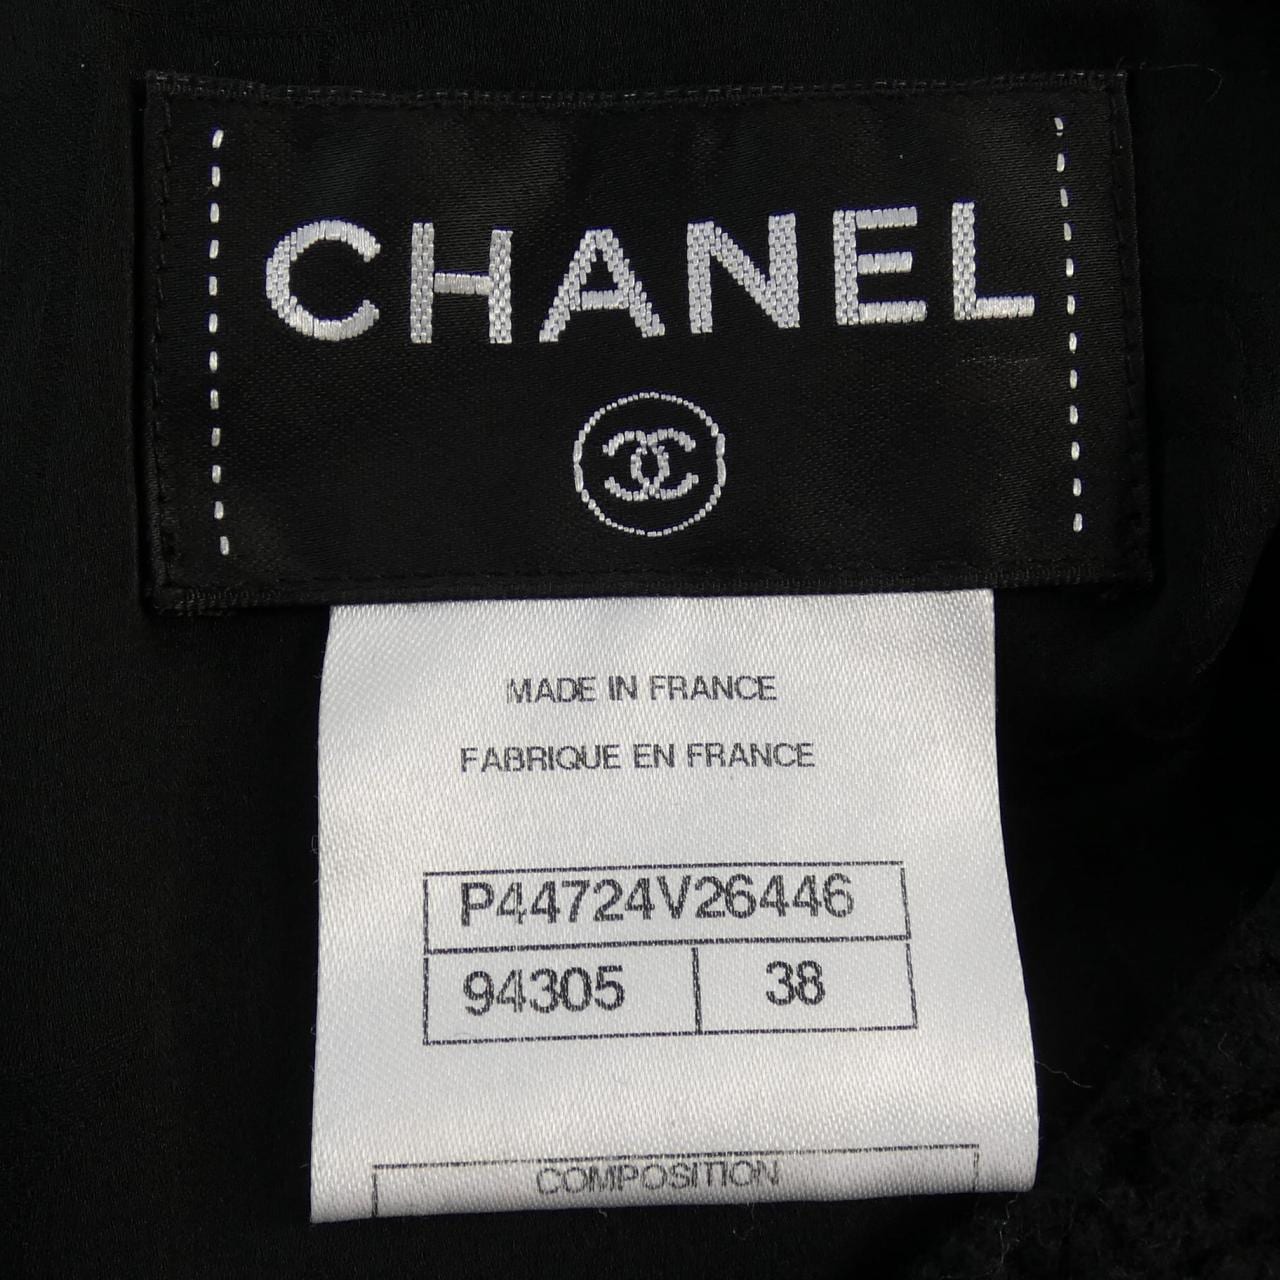 CHANEL
MADE IN FRANCE
FABRIQUE EN FRANCE
P44724V26446
94305 38
COMPOSITION